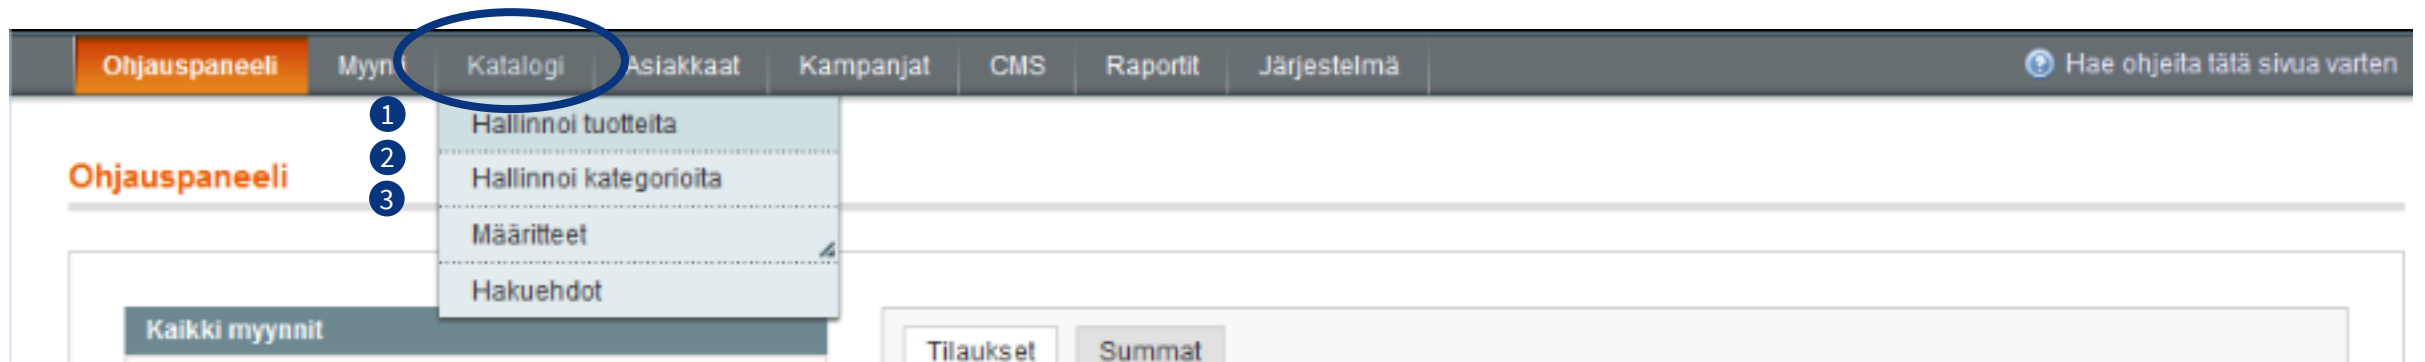 Ohjauspaneeli Myynti Katalogi Asiakkaat Kampanjat CMS Raportit Järjestelmä Hae ohjeita tätä sivua varten
1
Hallinnoi tuotteita
2
Ohjauspaneeli
Hallinnoi kategorioita
3
Määritteet
Hakuehdot
Kaikki myynnit
Tilaukset Summat